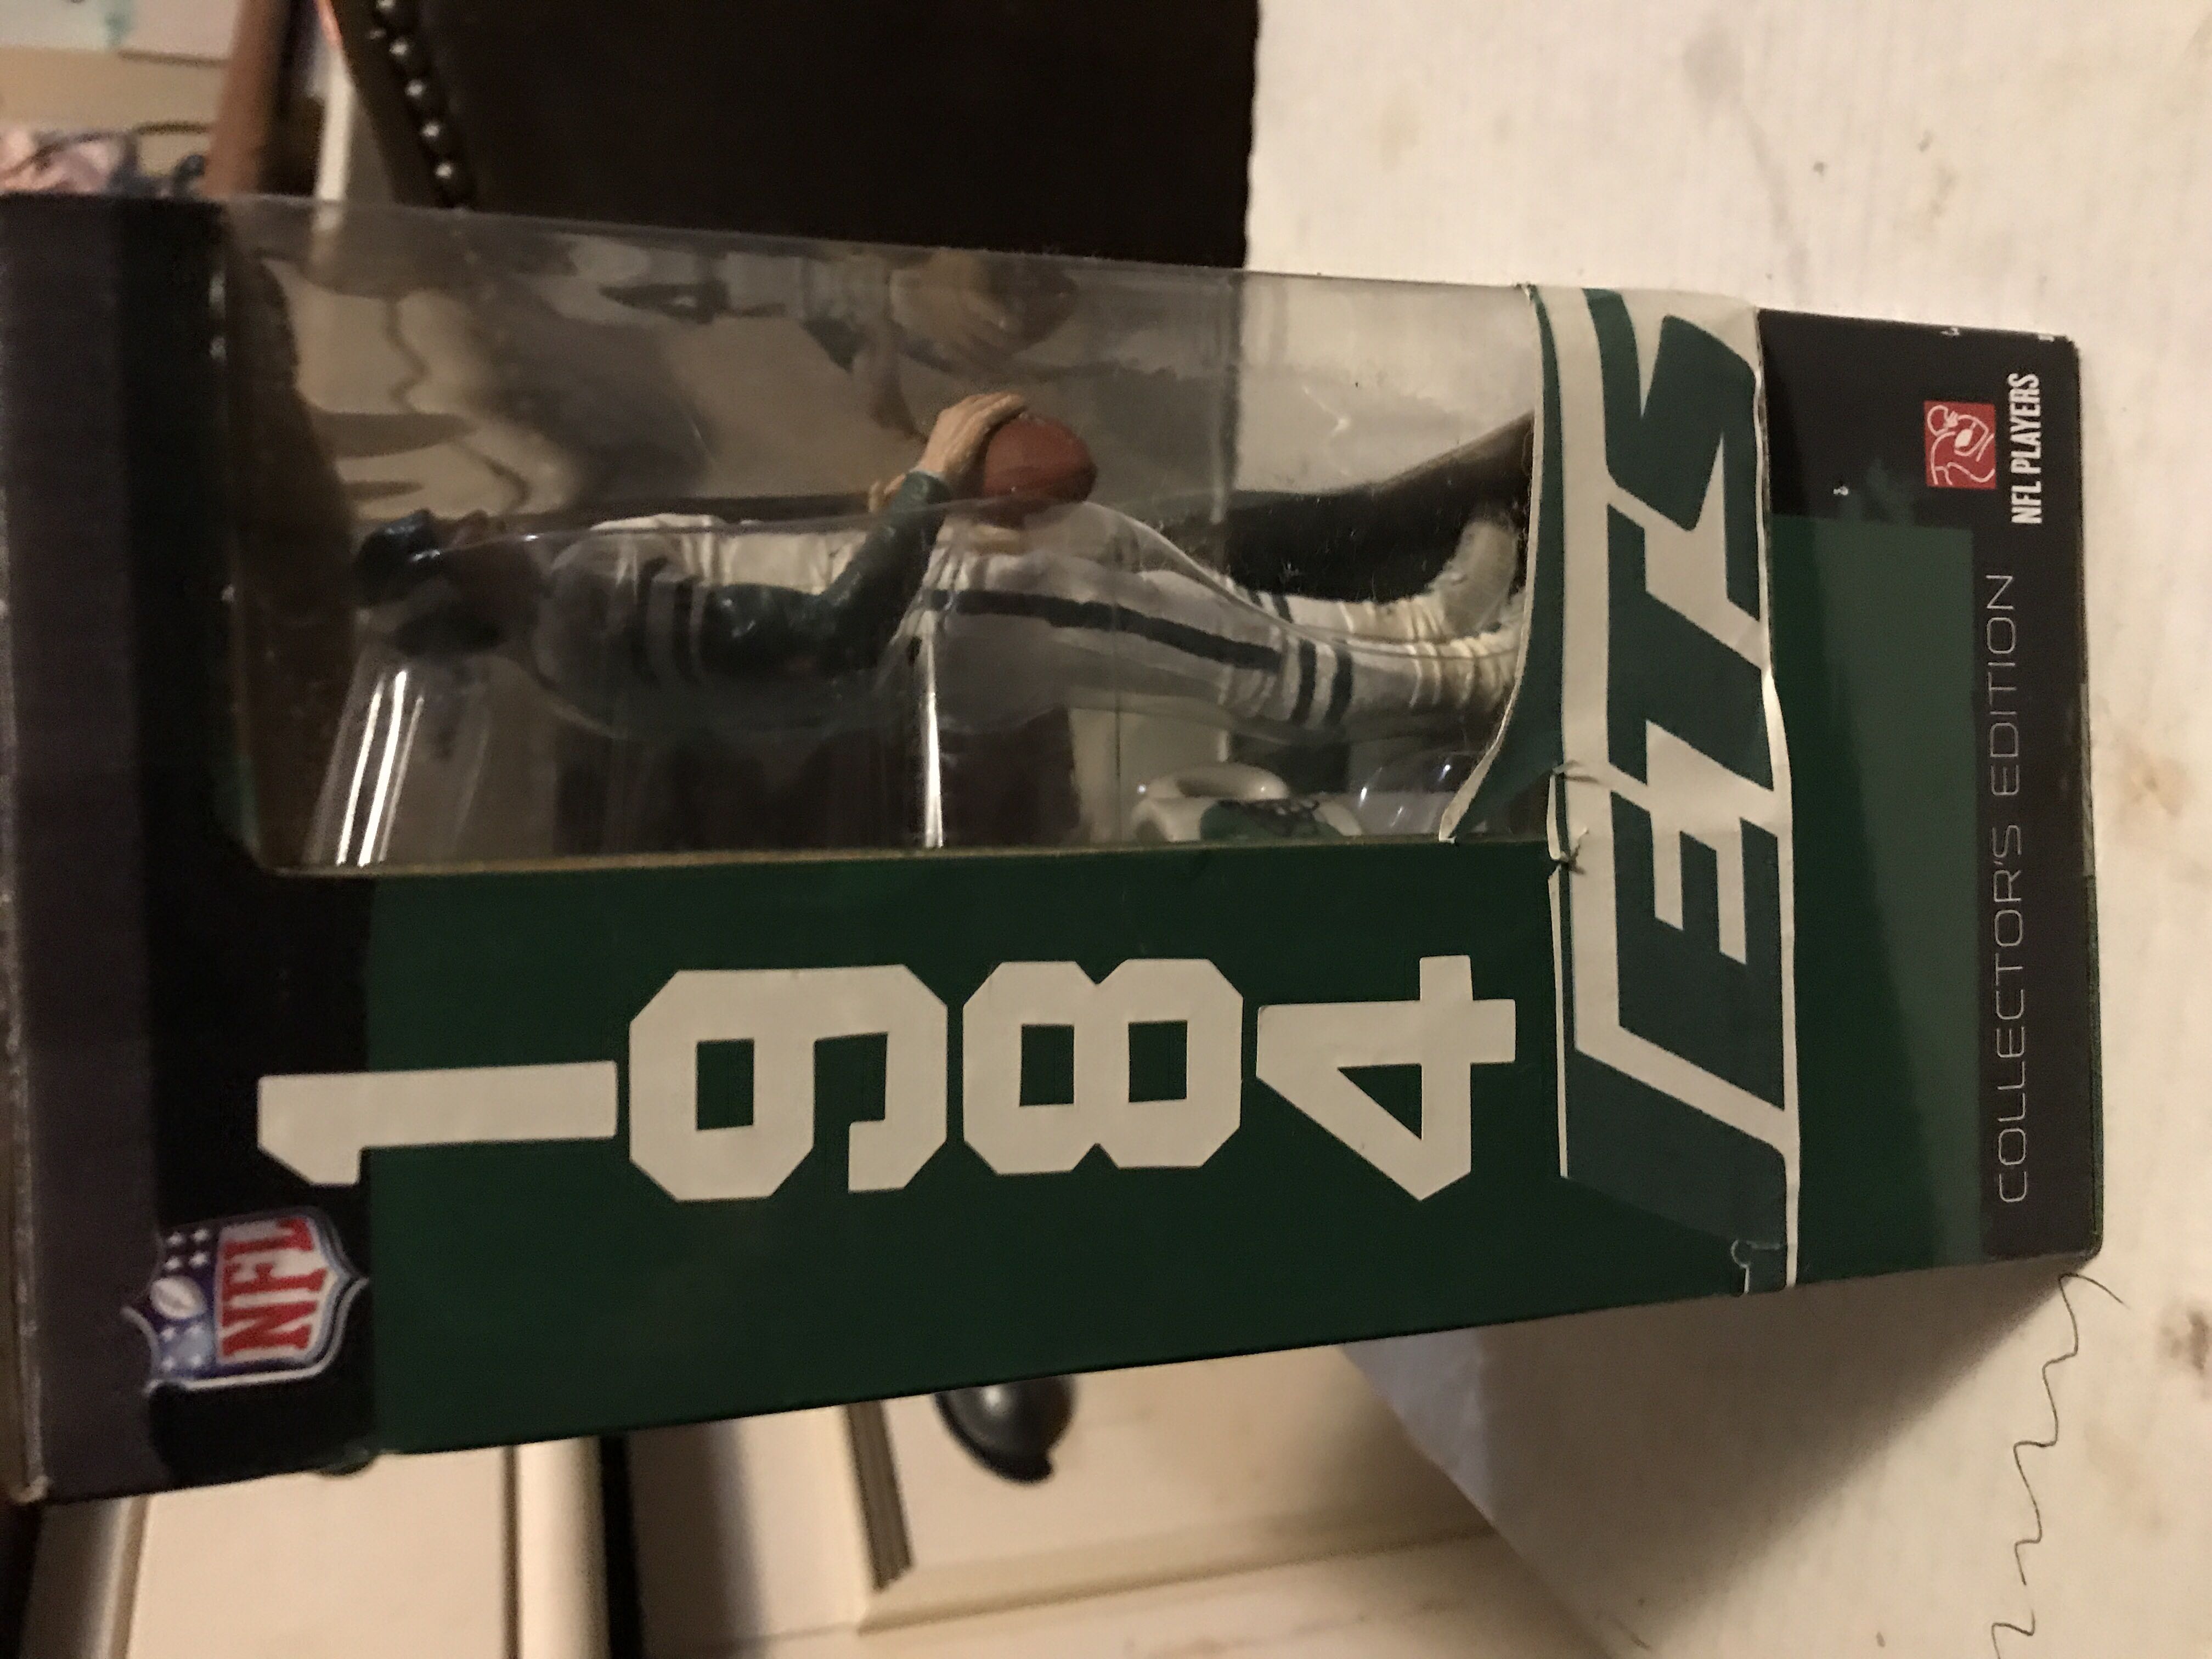 NFL
1984
JETS
COLLECTOR'S EDITION
NFL PLAYERS